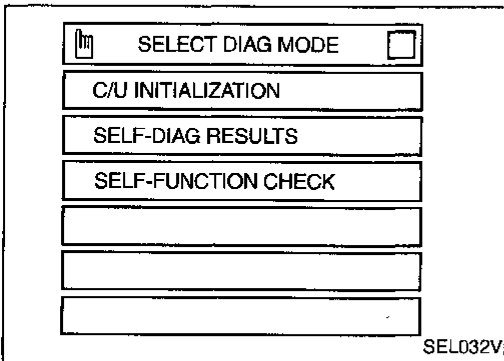 SELECT DIAG MODE
C/U INITIALIZATION
SELF-DIAG RESULTS
SELF-FUNCTION CHECK
SEL032V